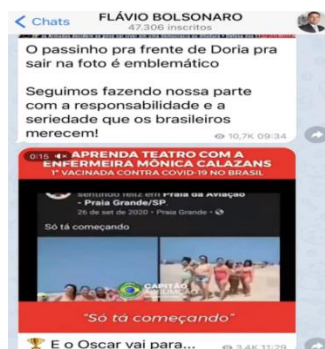 Chats
FLÁVIO BOLSONARO
47.306 inscritos
O passinho pra frente de Doria pra
sair na foto é emblemático
Seguimos fazendo nossa parte
com a responsabilidade e a
seriedade que os brasileiros
merecem!
10,7K 09:34
0:15
APRENDA TEATRO COM A
ENFERMEIRA MÔNICA CALAZANS
1ª VACINADA CONTRA COVID-19 NO BRASIL
sentindo feliz em Praia da Aviação
- Praia Grande/SP.
26 de set de 2020 • Praia Grande •
Só tá começando
CAPITÃO
"Só tá começando"
🏆 E o Oscar vai para...
3,4K 11:29